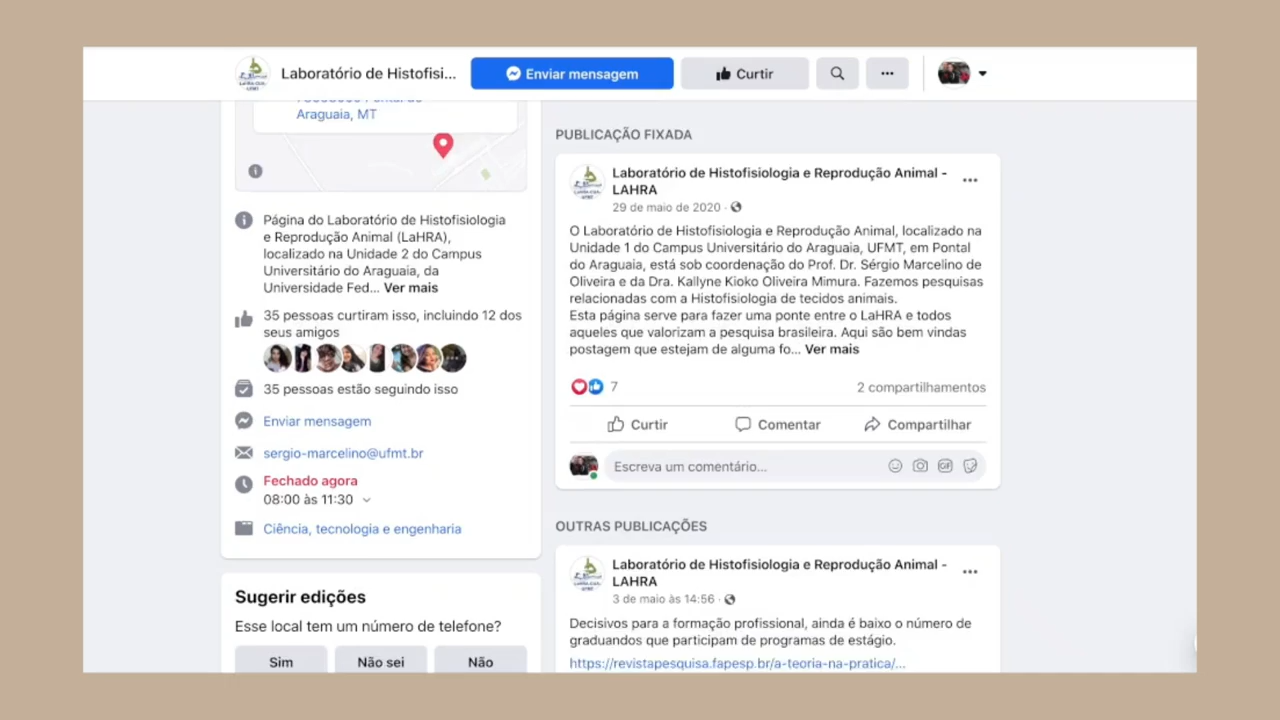 Laboratório de Histofisi...
Enviar mensagem
Curtir
Araguaia, MT
Página do Laboratório de Histofisiologia
e Reprodução Animal (LaHRA),
localizado na Unidade 2 do Campus
Universitário do Araguaia, da
Universidade Fed... Ver mais
35 pessoas curtiram isso, incluindo 12 dos
seus amigos
35 pessoas estão seguindo isso
Enviar mensagem
sergio-marcelino@ufmt.br
Fechado agora
08:00 às 11:30
Ciência, tecnologia e engenharia
Sugerir edições
Esse local tem um número de telefone?
Sim
Não sei
Não
PUBLICAÇÃO FIXADA
Laboratório de Histofisiologia e Reprodução Animal -
LAHRA
29 de maio de 2020 ·
O Laboratório de Histofisiologia e Reprodução Animal, localizado na
Unidade 1 do Campus Universitário do Araguaia, UFMT, em Pontal
do Araguaia, está sob coordenação do Prof. Dr. Sérgio Marcelino de
Oliveira e da Dra. Kallyne Kioko Oliveira Mimura. Fazemos pesquisas
relacionadas com a Histofisiologia de tecidos animais.
Esta página serve para fazer uma ponte entre o LaHRA e todos
aqueles que valorizam a pesquisa brasileira. Aqui são bem vindas
postagem que estejam de alguma fo... Ver mais
7
2 compartilhamentos
Curtir
Comentar
Compartilhar
Escreva um comentário...
GIF
OUTRAS PUBLICAÇÕES
Laboratório de Histofisiologia e Reprodução Animal -
LAHRA
3 de maio às 14:56 ·
Decisivos para a formação profissional, ainda é baixo o número de
graduandos que participam de programas de estágio.
https://revistapesquisa.fapesp.br/a-teoria-na-pratica/...